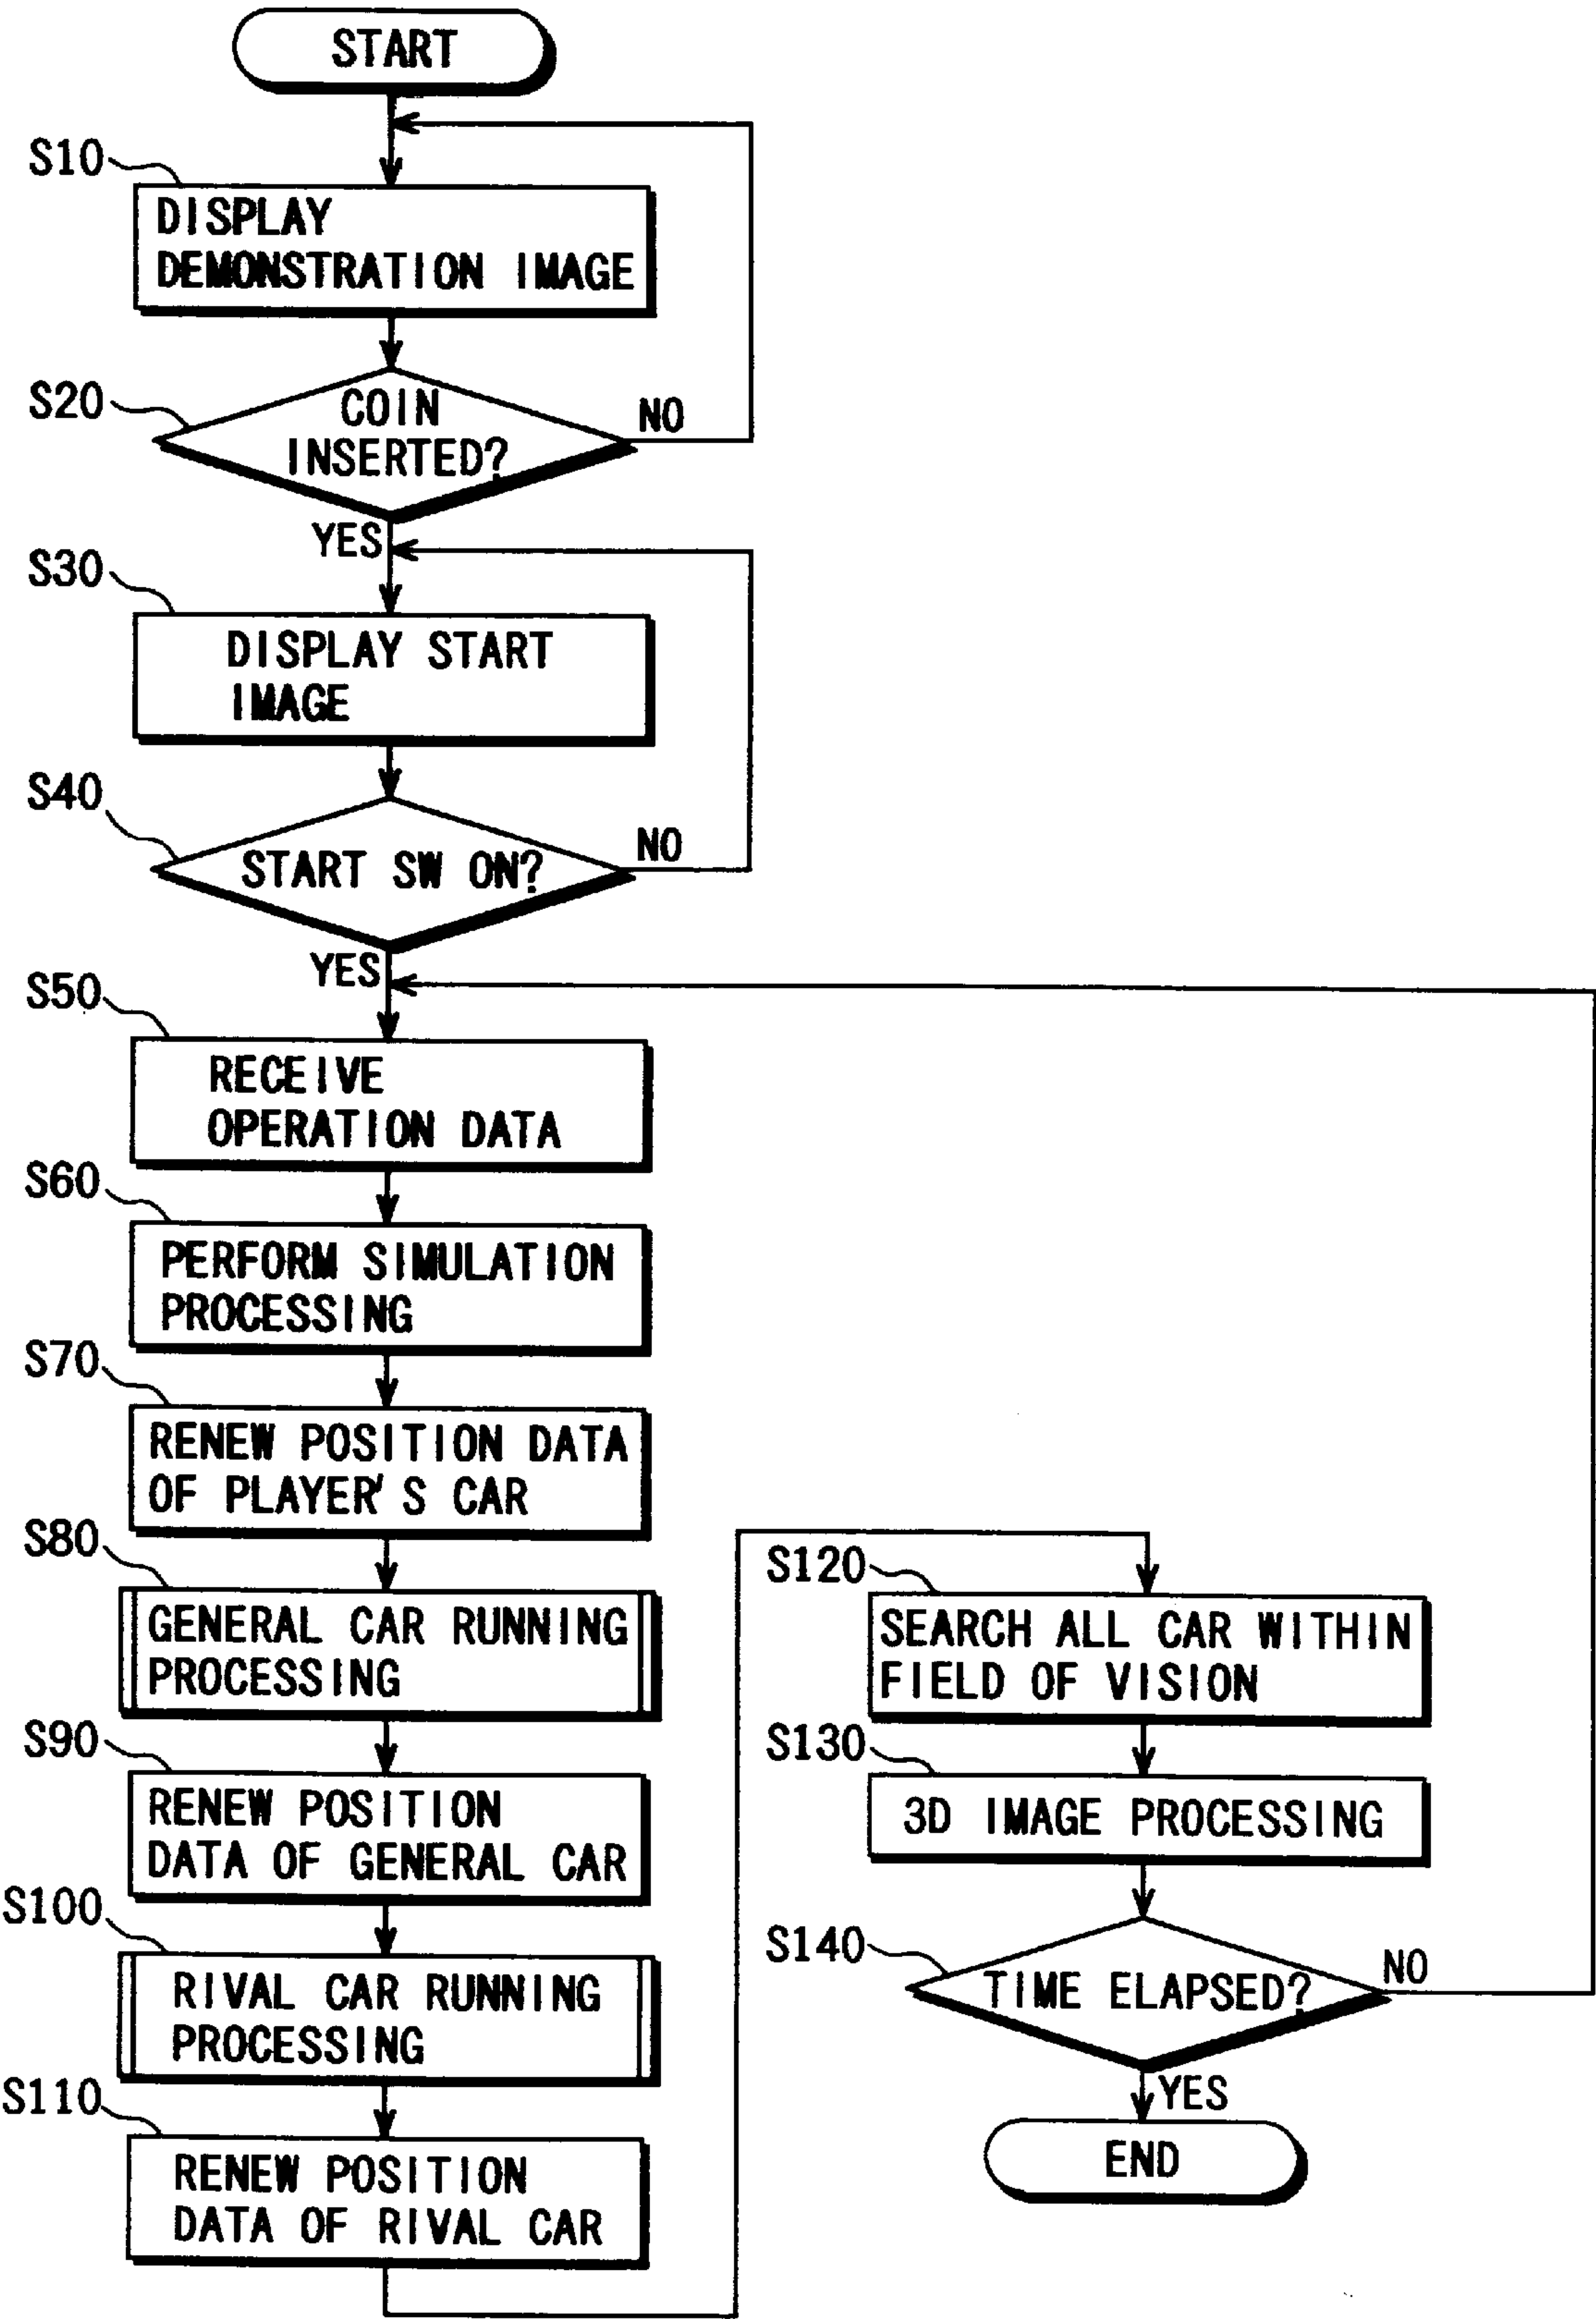 START
S10
DISPLAY
DEMONSTRATION IMAGE
S20
COIN
INSERTED?
NO
YES
S30
DISPLAY START
IMAGE
S40
START SW ON?
NO
YES
S50
RECEIVE
OPERATION DATA
S60
PERFORM SIMULATION
PROCESSING
S70
RENEW POSITION DATA
OF PLAYER'S CAR
S80
GENERAL CAR RUNNING
PROCESSING
S90
RENEW POSITION
DATA OF GENERAL CAR
S100
RIVAL CAR RUNNING
PROCESSING
S110
RENEW POSITION
DATA OF RIVAL CAR
S120
SEARCH ALL CAR WITHIN
FIELD OF VISION
S130
3D IMAGE PROCESSING
S140
TIME ELAPSED?
NO
YES
END